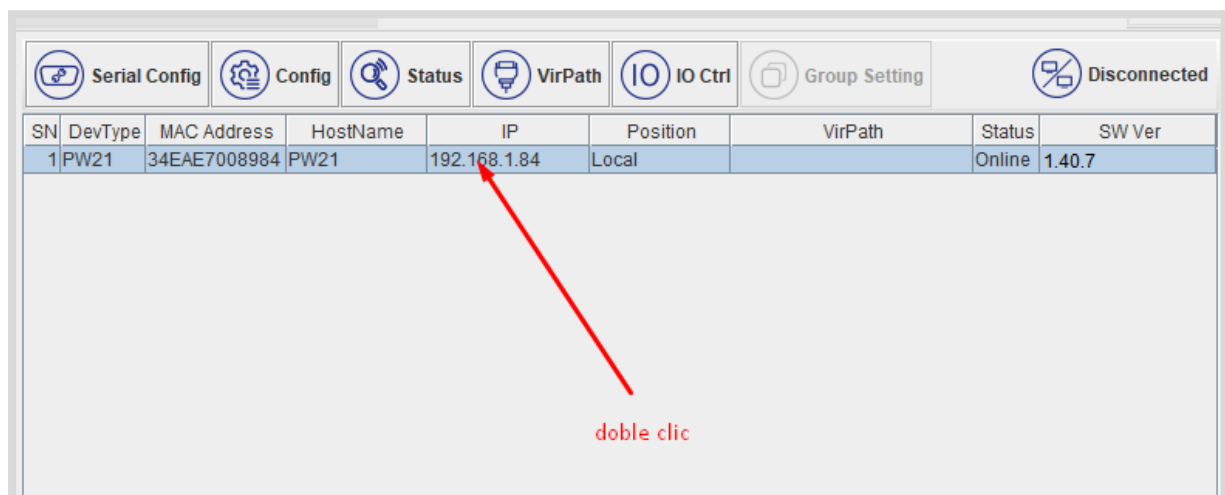 Serial Config Config Status VirPath IO IO Ctrl Group Setting Disconnected
SN DevType MAC Address HostName IP Position VirPath Status SW Ver
1 PW21 34EAE7008984 PW21 192.168.1.84 Local Online 1.40.7
doble clic